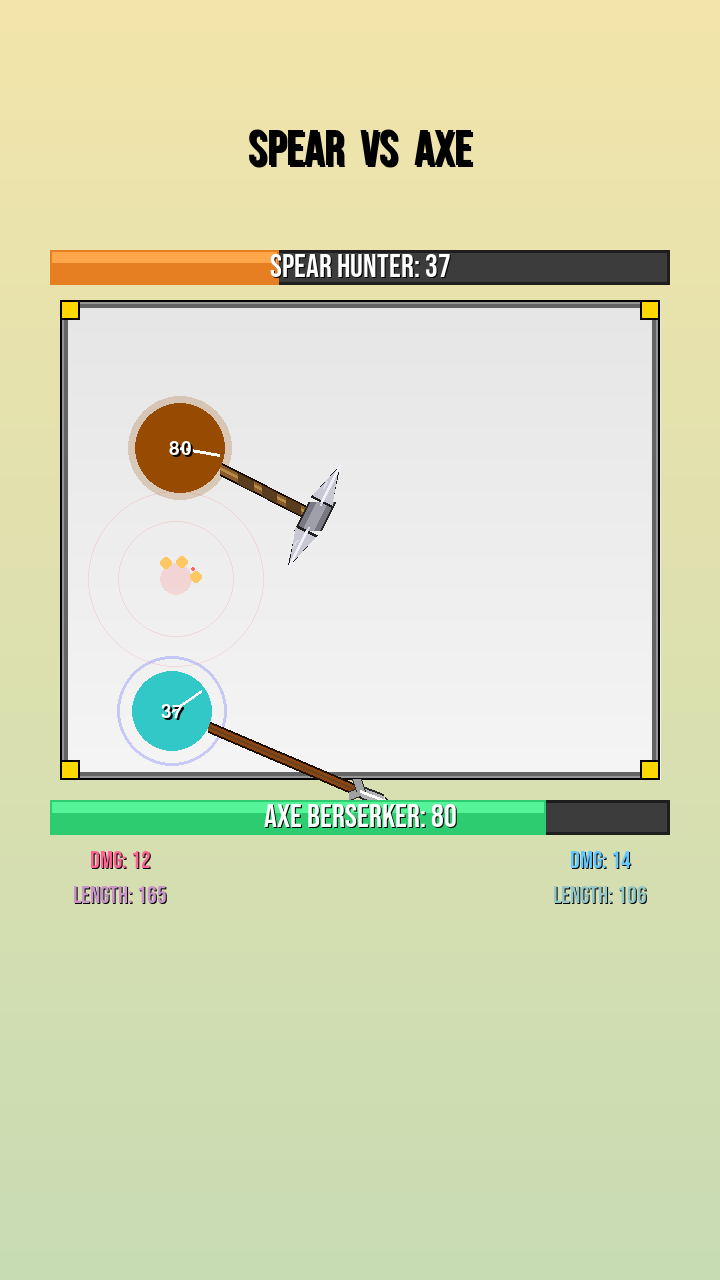 SPEAR VS AXE
SPEAR HUNTER: 37
80
37
AXE BERSERKER: 80
DMG: 12
DMG: 14
LENGTH: 165
LENGTH: 106